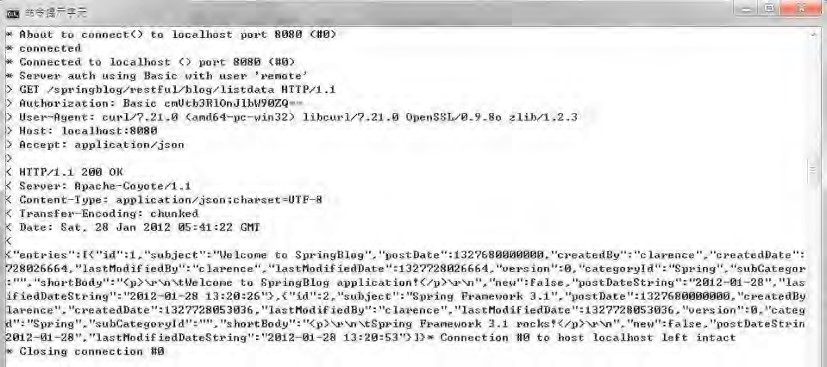 命令提示字元
* About to connect() to localhost port 8080 (#0)
* connected
* Connected to localhost () port 8080 (#0)
* Server auth using Basic with user 'remote'
> GET /springblog/restful/blog/listdata HTTP/1.1
> Authorization: Basic cmVtb3RlOnJlbW90ZQ==
> User-Agent: curl/7.21.0 (amd64-pc-win32) libcurl/7.21.0 OpenSSL/0.9.8o zlib/1.2.3
> Host: localhost:8080
> Accept: application/json
>
< HTTP/1.1 200 OK
< Server: Apache-Coyote/1.1
< Content-Type: application/json;charset=UTF-8
< Transfer-Encoding: chunked
< Date: Sat, 28 Jan 2012 05:41:22 GMT
<
{"entries":[{"id":1,"subject":"Welcome to SpringBlog","postDate":1327680000000,"createdBy":"clarence","createdDate":
728026664,"lastModifiedBy":"clarence","lastModifiedDate":1327728026664,"version":0,"categoryId":"Spring","subCategor
:"","shortBody":"<p>\r\n\tWelcome to SpringBlog application!</p>\r\n","new":false,"postDateString":"2012-01-28","las
ifiedDateString":"2012-01-28 13:20:26"},{"id":2,"subject":"Spring Framework 3.1","postDate":1327680000000,"createdBy
larence","createdDate":1327728053036,"lastModifiedBy":"clarence","lastModifiedDate":1327728053036,"version":0,"categ
d":"Spring","subCategoryId":"","shortBody":"<p>\r\n\tSpring Framework 3.1 rocks!</p>\r\n","new":false,"postDateStrin
2012-01-28","lastModifiedDateString":"2012-01-28 13:20:53"}]}* Connection #0 to host localhost left intact
* Closing connection #0